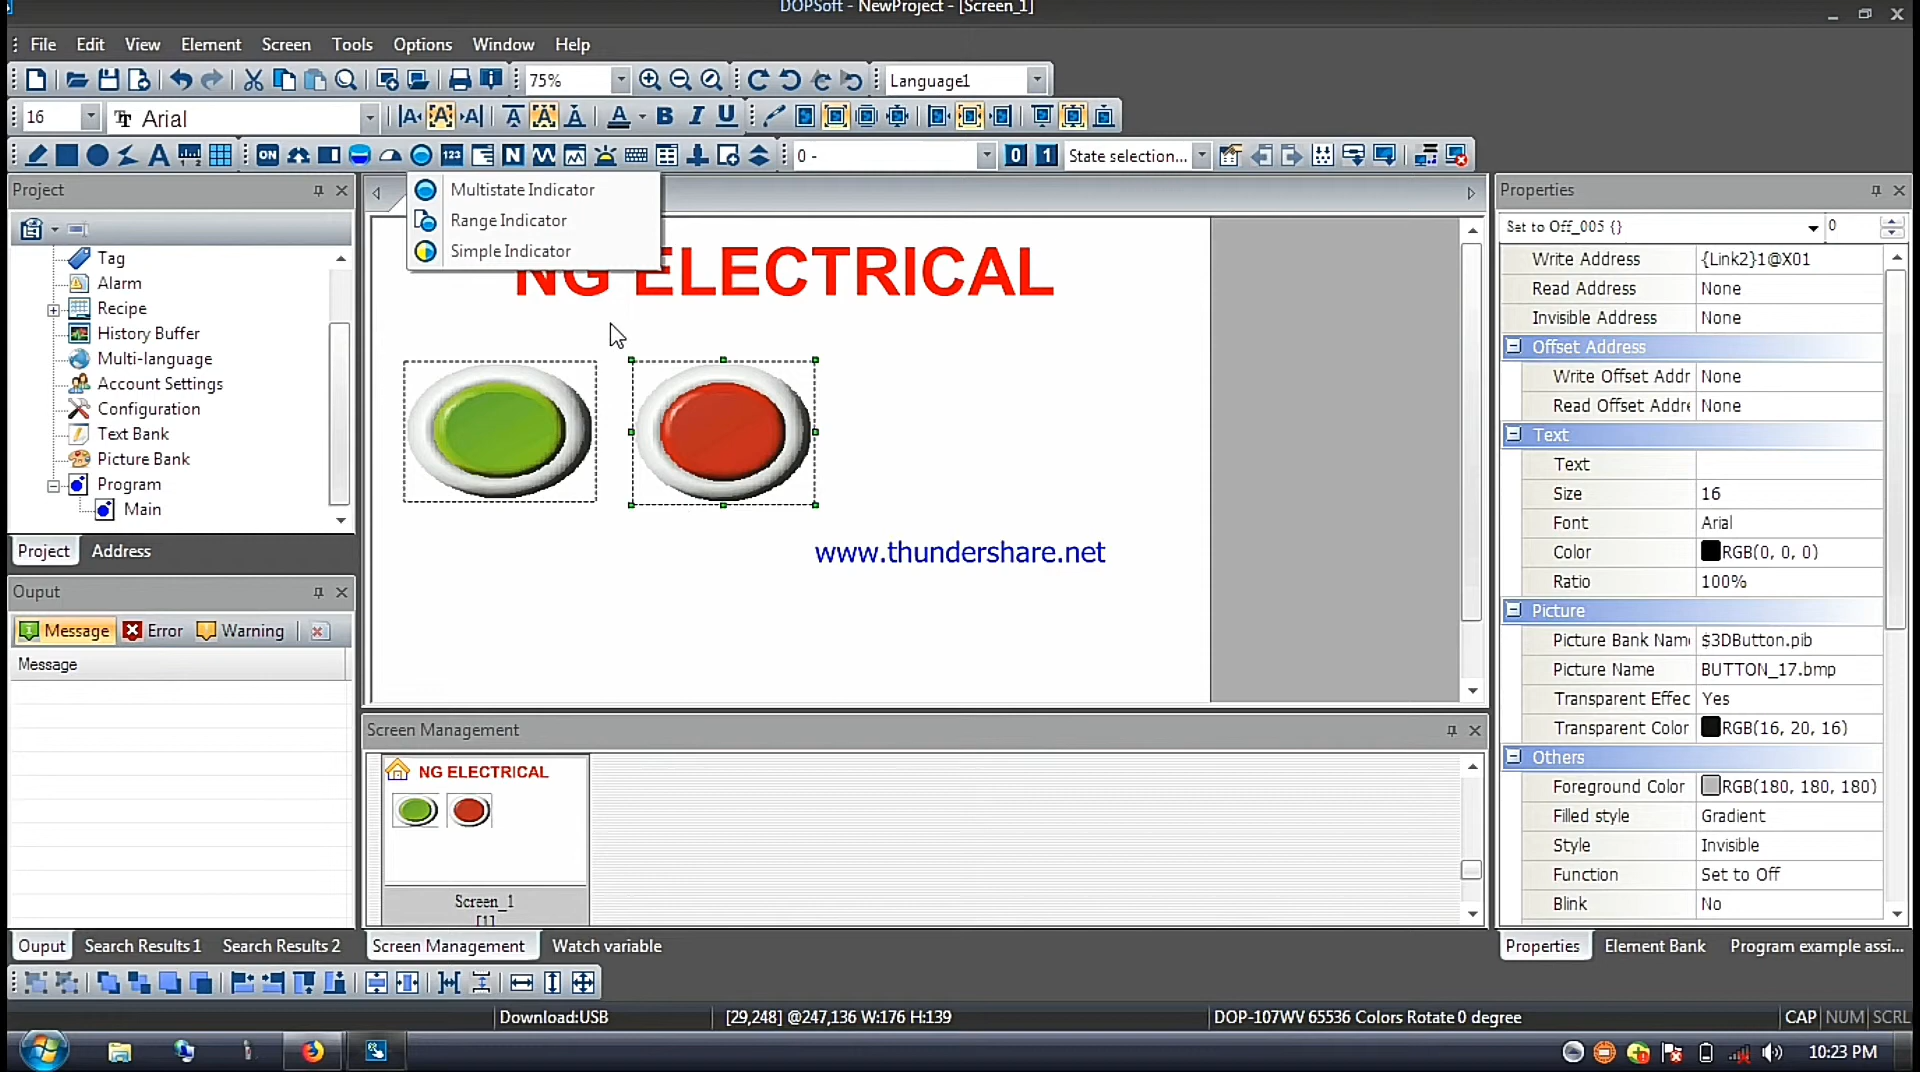 DOPSoft - NewProject - [Screen_1]
File Edit View Element Screen Tools Options Window Help
75% Language1
16 Arial
ON 123 N 0 - 0 1 State selection...
Project
Multistate Indicator
Range Indicator
Simple Indicator
Tag
Alarm
Recipe
History Buffer
Multi-language
Account Settings
Configuration
Text Bank
Picture Bank
Program
Main
Project Address
Ouput
Message Error Warning
Message
NG ELECTRICAL
www.thundershare.net
Screen Management
NG ELECTRICAL
Screen_1
[1]
Properties
Set to Off_005 {} 0
Write Address {Link2}1@X01
Read Address None
Invisible Address None
Offset Address
Write Offset Addr None
Read Offset Addre None
Text
Text
Size 16
Font Arial
Color RGB(0, 0, 0)
Ratio 100%
Picture
Picture Bank Name $3DButton.pib
Picture Name BUTTON_17.bmp
Transparent Effec Yes
Transparent Color RGB(16, 20, 16)
Others
Foreground Color RGB(180, 180, 180)
Filled style Gradient
Style Invisible
Function Set to Off
Blink No
Ouput Search Results 1 Search Results 2 Screen Management Watch variable Properties Element Bank Program example assi...
Download:USB [29,248] @247,136 W:176 H:139 DOP-107WV 65536 Colors Rotate 0 degree CAP NUM SCRL
10:23 PM